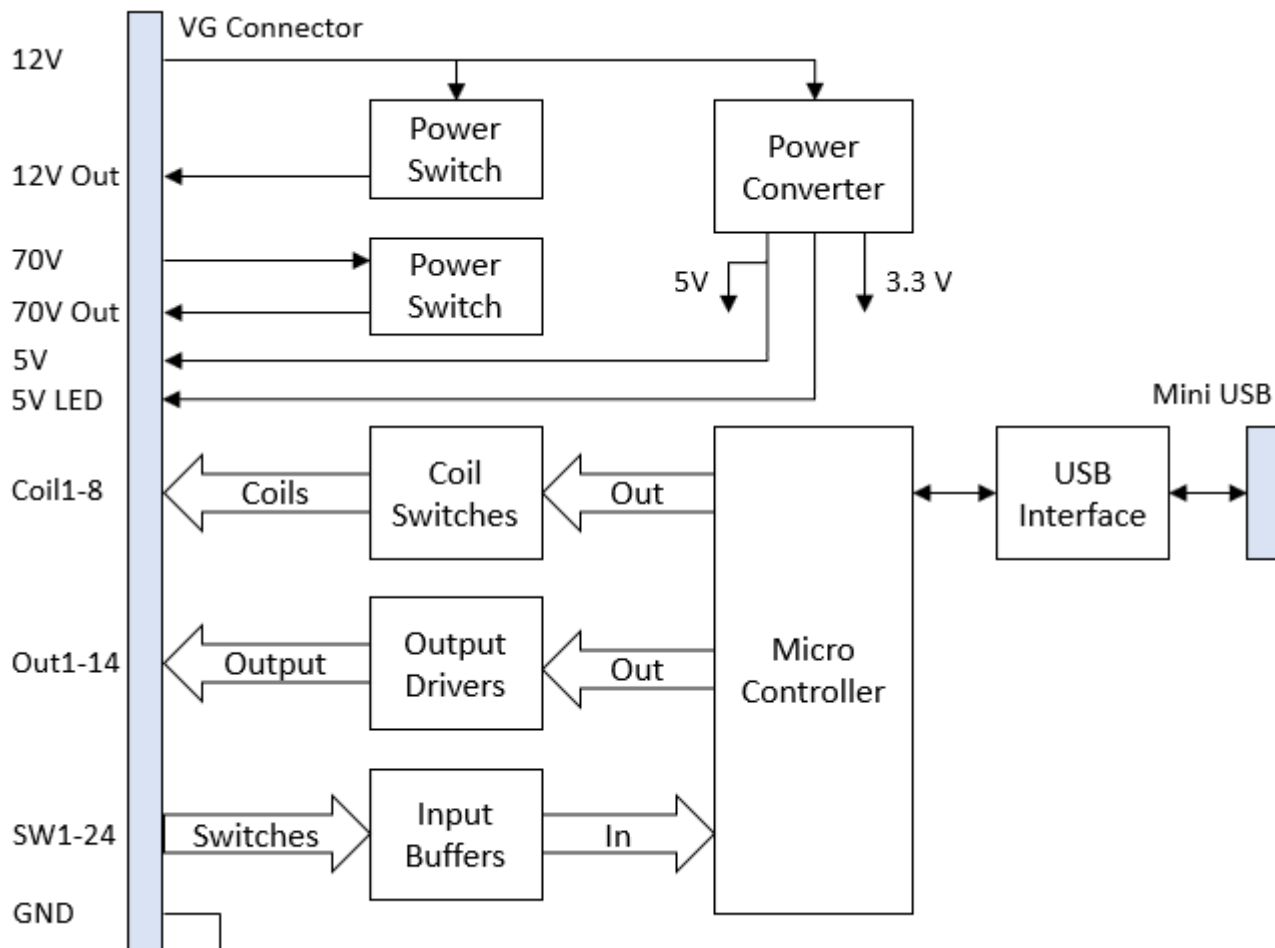 VG Connector
12V
Power
Switch
Power
Converter
12V Out
70V
Power
Switch
70V Out
5V
3.3 V
5V
5V LED
Mini USB
Coil1-8
Coils
Coil
Switches
Out
USB
Interface
Out1-14
Output
Output
Drivers
Out
Micro
Controller
SW1-24
Switches
Input
Buffers
In
GND